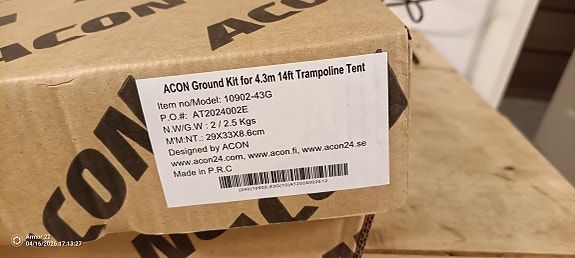 ACON
ACON
ACON Ground Kit for 4.3m 14ft Trampoline Tent
Item no/Model: 10902-43G
P.O.#: AT2024002E
N.W/G.W : 2 / 2.5 Kgs
M'M:NT.: 29X33X8.6cm
Designed by ACON
www.acon24.com, www.acon.fi, www.acon24.se
Made in P.R.C
ACON
ACON
Armor 22
04/16/2026 17:13:27